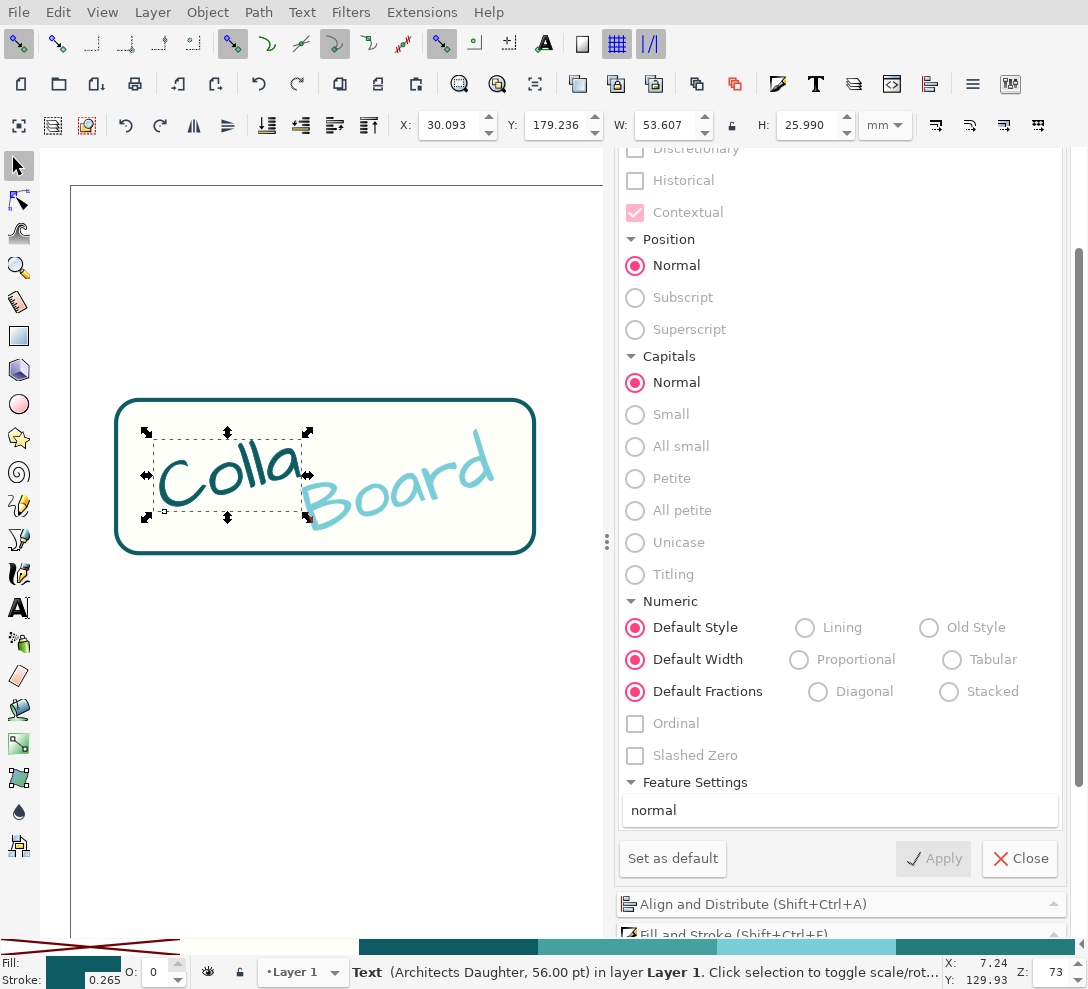 File Edit View Layer Object Path Text Filters Extensions Help
X: 30.093 Y: 179.236 W: 53.607 H: 25.990 mm
Discretionary
Historical
Contextual
Position
Normal
Subscript
Superscript
Capitals
Normal
Small
All small
Petite
All petite
Unicase
Titling
Numeric
Default Style Lining Old Style
Default Width Proportional Tabular
Default Fractions Diagonal Stacked
Ordinal
Slashed Zero
Feature Settings
normal
Set as default Apply Close
Align and Distribute (Shift+Ctrl+A)
Fill and Stroke (Shift+Ctrl+F)
Colla
Board
Fill:
Stroke: 0.265 O: 0 •Layer 1 Text (Architects Daughter, 56.00 pt) in layer Layer 1. Click selection to toggle scale/rot...
X: 7.24
Y: 129.93
Z: 73